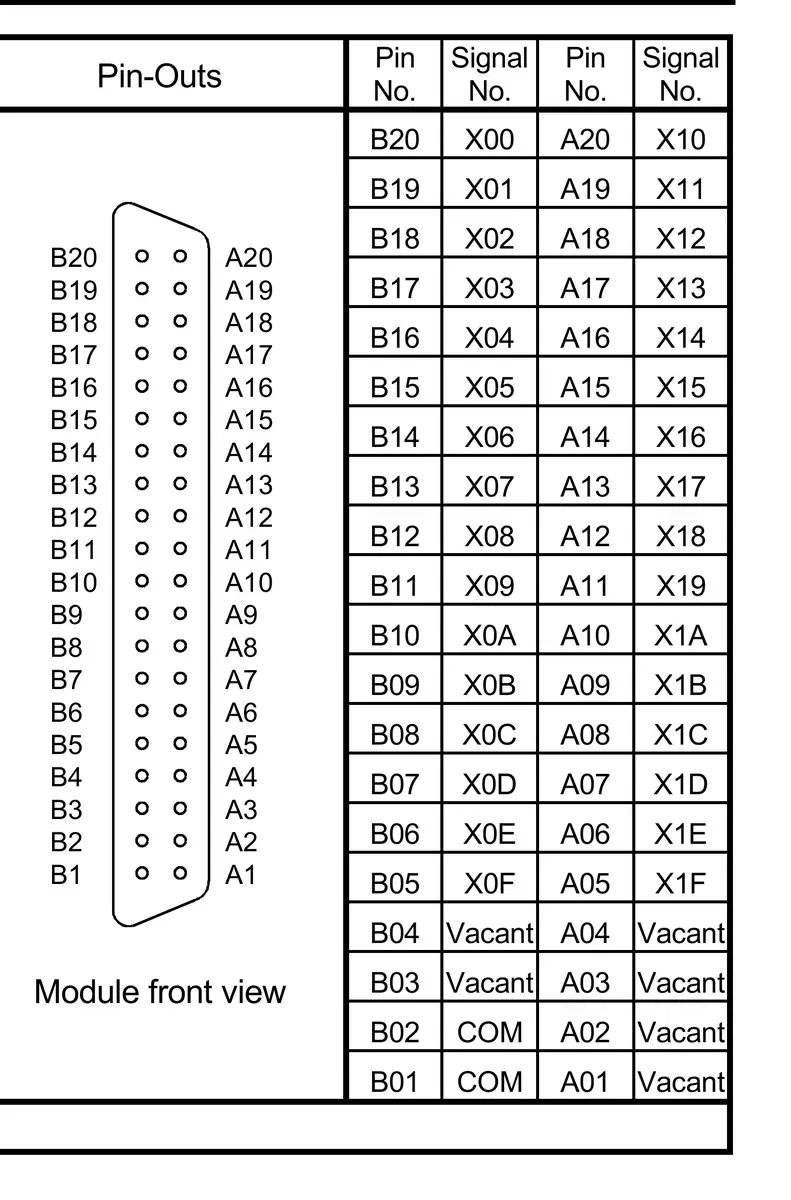 Pin-Outs
Pin No. Signal No. Pin No. Signal No.
B20 X00 A20 X10
B19 X01 A19 X11
B18 X02 A18 X12
B17 X03 A17 X13
B16 X04 A16 X14
B15 X05 A15 X15
B14 X06 A14 X16
B13 X07 A13 X17
B12 X08 A12 X18
B11 X09 A11 X19
B10 X0A A10 X1A
B09 X0B A09 X1B
B08 X0C A08 X1C
B07 X0D A07 X1D
B06 X0E A06 X1E
B05 X0F A05 X1F
B04 Vacant A04 Vacant
B03 Vacant A03 Vacant
B02 COM A02 Vacant
B01 COM A01 Vacant
B20 A20
B19 A19
B18 A18
B17 A17
B16 A16
B15 A15
B14 A14
B13 A13
B12 A12
B11 A11
B10 A10
B9 A9
B8 A8
B7 A7
B6 A6
B5 A5
B4 A4
B3 A3
B2 A2
B1 A1
Module front view